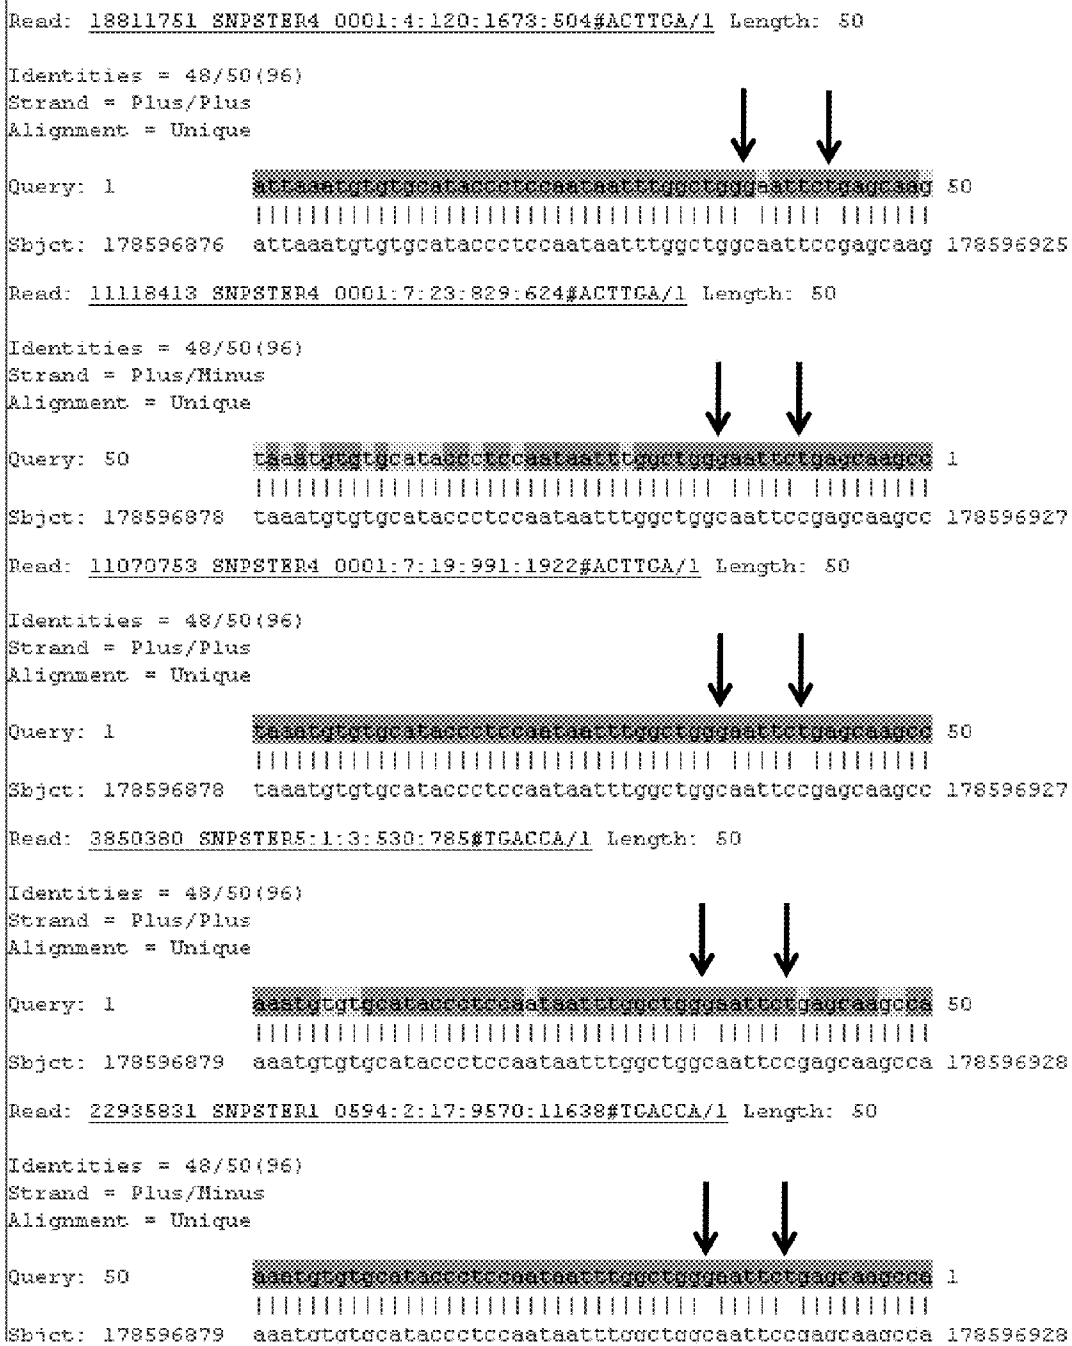 Read: 18811751 SNPSTER4 0001:4:120:1673:504#ACTTGA/1 Length: 50
Identities = 48/50(96)
Strand = Plus/Plus
Alignment = Unique
Query: 1 attaaatgtgtgcataccctccaataatttggctgggaattctgagcaag 50
||||||||||||||||||||||||||||||||||||| ||||| |||||||
Sbjct: 178596876 attaaatgtgtgcataccctccaataatttggctggcaattccgagcaag 178596925
Read: 11118413 SNPSTER4 0001:7:23:829:624#ACTTGA/1 Length: 50
Identities = 48/50(96)
Strand = Plus/Minus
Alignment = Unique
Query: 50 taaatgtgtgcataccctccaataatttggctgggaattctgagcaagcc 1
|||||||||||||||||||||||||||||||||| ||||| |||||||||
Sbjct: 178596878 taaatgtgtgcataccctccaataatttggctggcaattccgagcaagcc 178596927
Read: 11070753 SNPSTER4 0001:7:19:991:1922#ACTTGA/1 Length: 50
Identities = 48/50(96)
Strand = Plus/Plus
Alignment = Unique
Query: 1 taaatgtgtgcataccctccaataatttggctgggaattctgagcaagcc 50
|||||||||||||||||||||||||||||||||| ||||| |||||||||
Sbjct: 178596878 taaatgtgtgcataccctccaataatttggctggcaattccgagcaagcc 178596927
Read: 3850380 SNPSTER5:1:3:530:785#TGACCA/1 Length: 50
Identities = 48/50(96)
Strand = Plus/Plus
Alignment = Unique
Query: 1 aaatgtgtgcataccctccaataatttggctgggaattctgagcaagcca 50
||||||||||||||||||||||||||||||||| ||||| ||||||||||
Sbjct: 178596879 aaatgtgtgcataccctccaataatttggctggcaattccgagcaagcca 178596928
Read: 22935831 SNPSTER1 0594:2:17:9570:11638#TGACCA/1 Length: 50
Identities = 48/50(96)
Strand = Plus/Minus
Alignment = Unique
Query: 50 aaatgtgtgcataccctccaataatttggctgggaattctgagcaagcca 1
||||||||||||||||||||||||||||||||| ||||| ||||||||||
Sbjct: 178596879 aaatgtgtgcataccctccaataatttggctggcaattccgagcaagcca 178596928